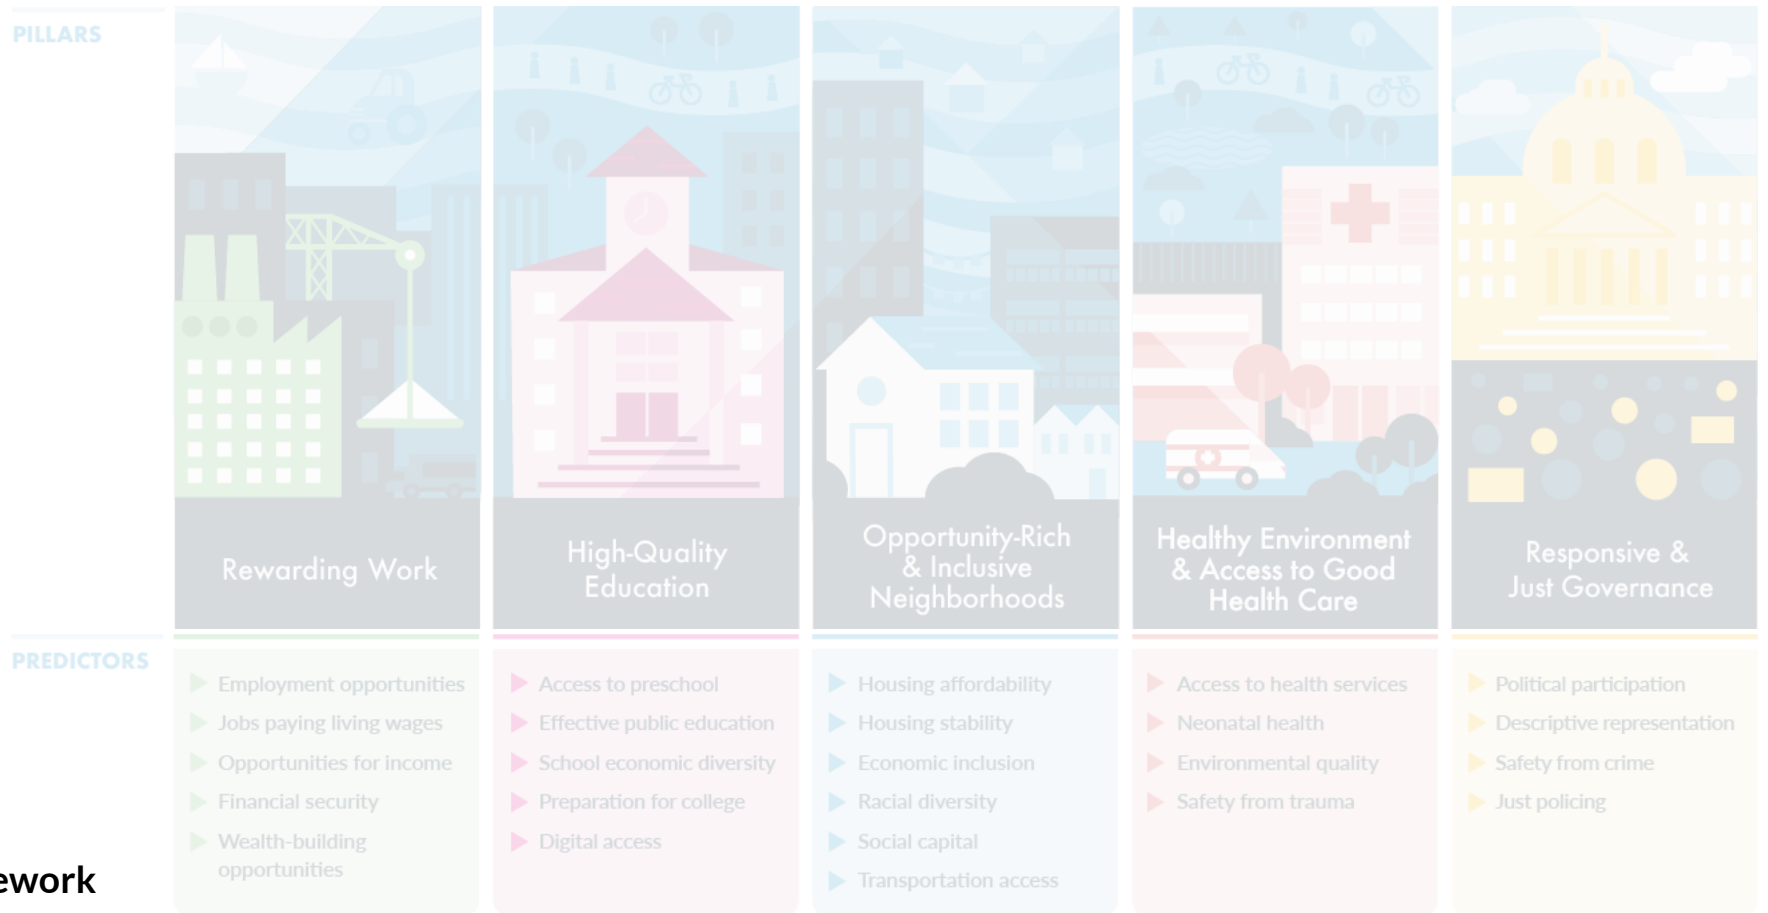 PILLARS
Rewarding Work
High-Quality
Education
Opportunity-Rich
& Inclusive
Neighborhoods
Healthy Environment
& Access to Good
Health Care
Responsive &
Just Governance
PREDICTORS
Employment opportunities
Jobs paying living wages
Opportunities for income
Financial security
Wealth-building
opportunities
Access to preschool
Effective public education
School economic diversity
Preparation for college
Digital access
Housing affordability
Housing stability
Economic inclusion
Racial diversity
Social capital
Transportation access
Access to health services
Neonatal health
Environmental quality
Safety from trauma
Political participation
Descriptive representation
Safety from crime
Just policing
ework